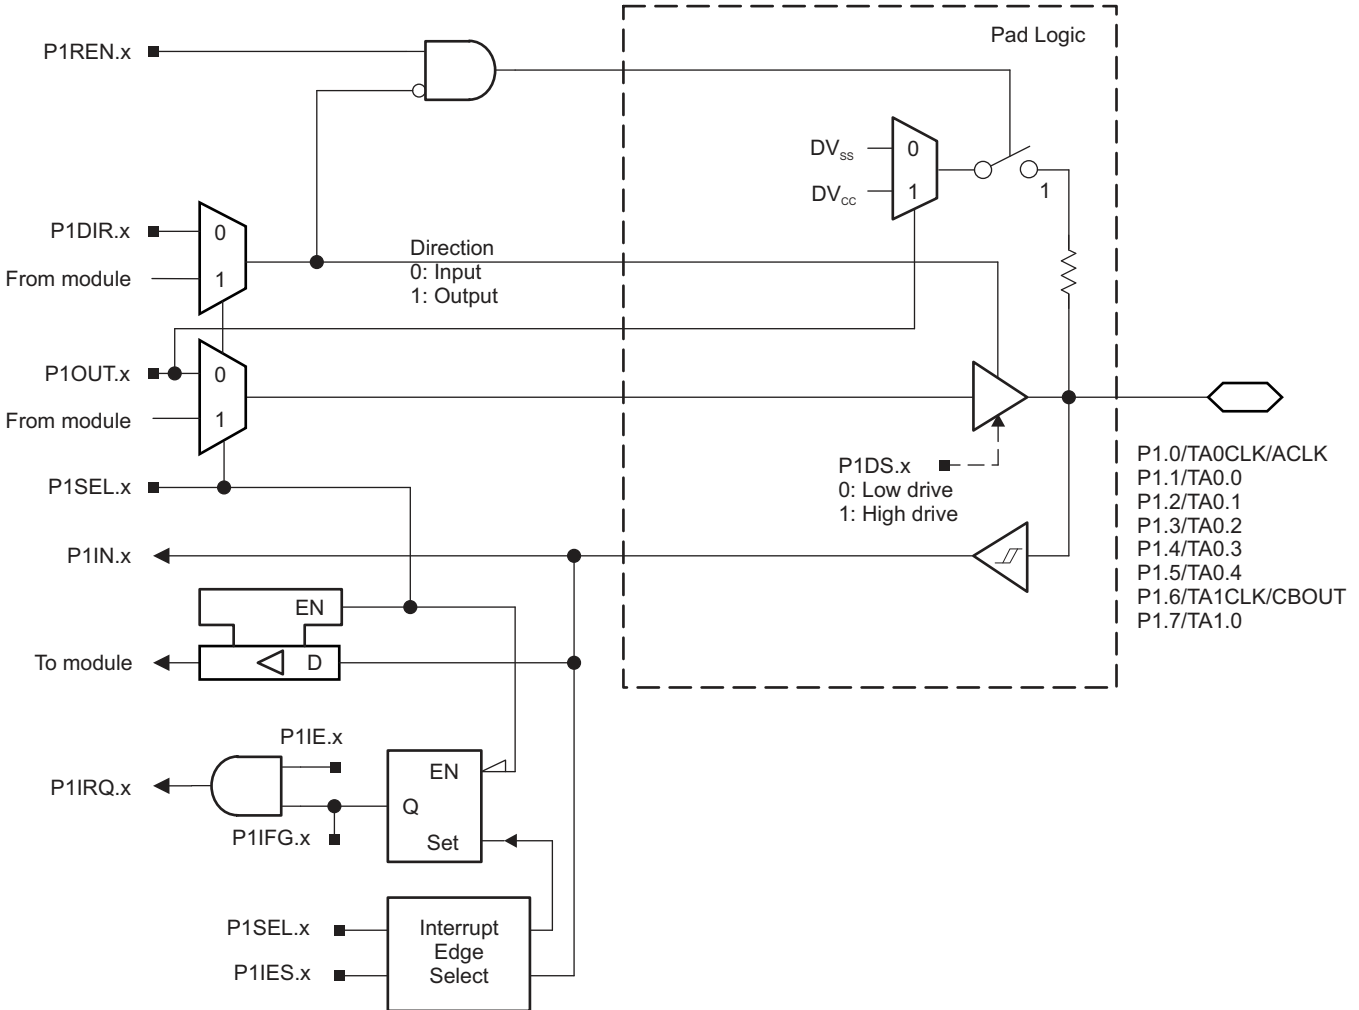 Pad Logic
P1REN.x
DVSS
0
DVCC
1
1
P1DIR.x
0
From module
1
Direction
0: Input
1: Output
P1OUT.x
0
From module
1
P1SEL.x
P1DS.x
0: Low drive
1: High drive
P1.0/TA0CLK/ACLK
P1.1/TA0.0
P1.2/TA0.1
P1.3/TA0.2
P1.4/TA0.3
P1.5/TA0.4
P1.6/TA1CLK/CBOUT
P1.7/TA1.0
P1IN.x
EN
To module
D
P1IE.x
P1IRQ.x
EN
Q
P1IFG.x
Set
P1SEL.x
P1IES.x
Interrupt
Edge
Select